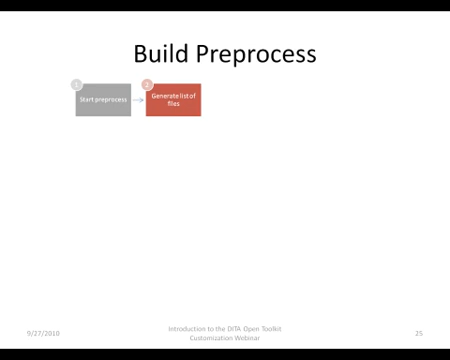 Build Preprocess
1
Start preprocess
2
Generate list of
files
9/27/2010
Introduction to the DITA Open Toolkit
Customization Webinar
25